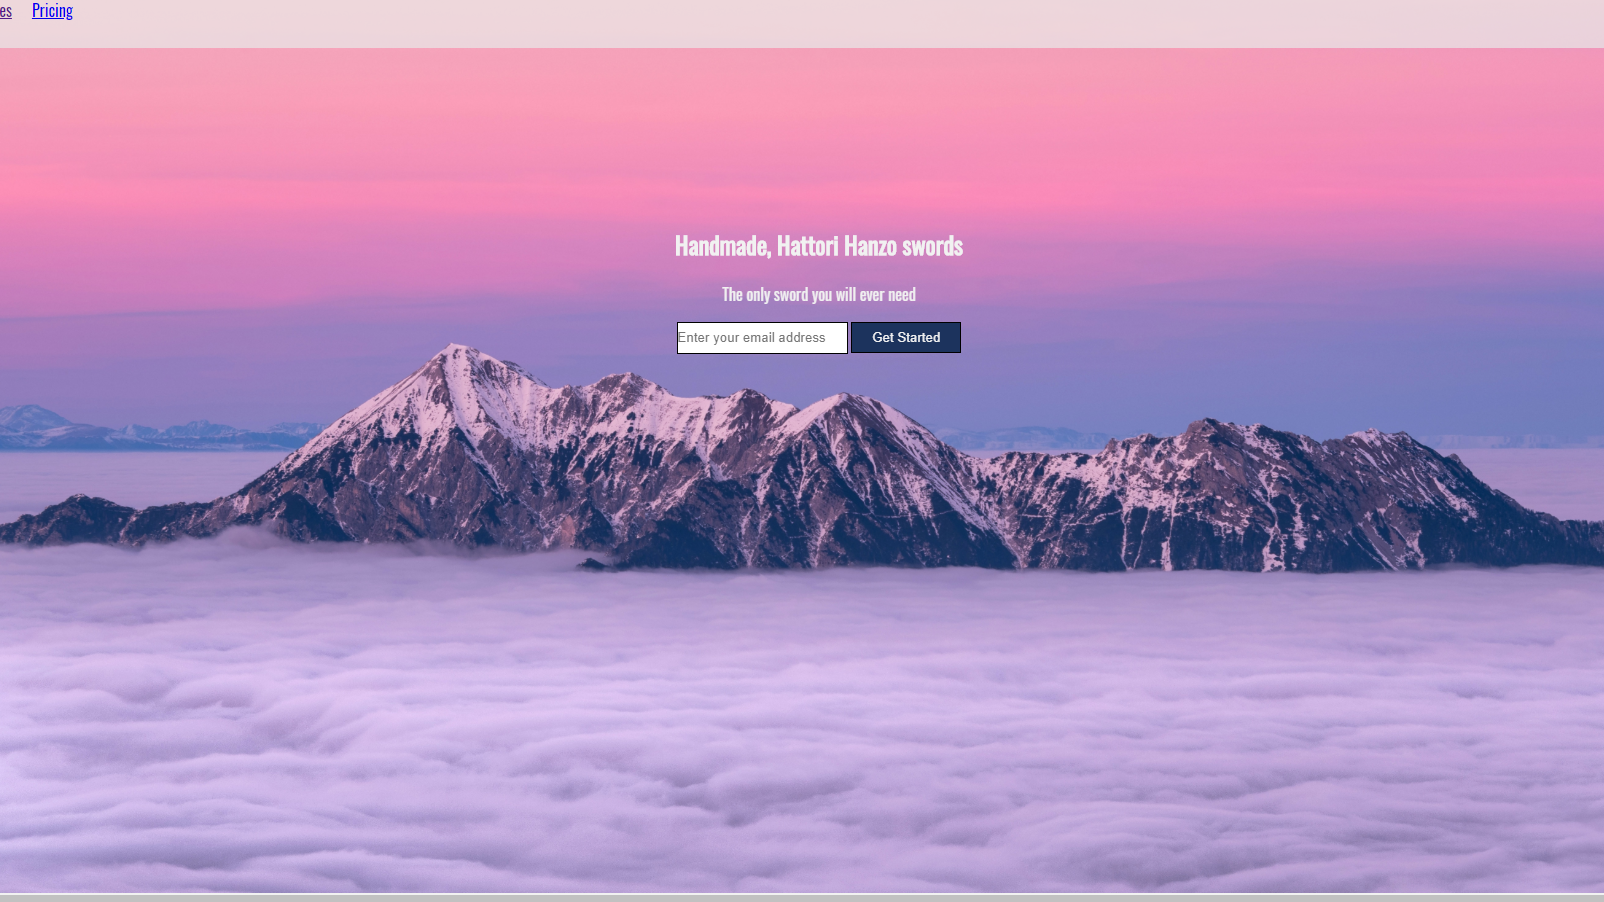 es Pricing
Handmade, Hattori Hanzo swords
The only sword you will ever need
Enter your email address Get Started